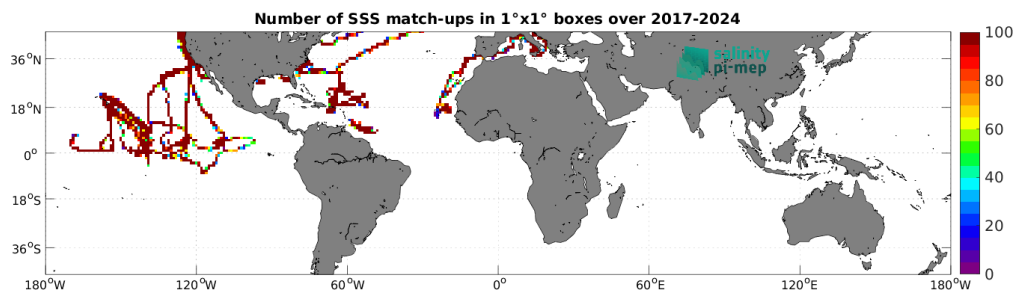 Number of SSS match-ups in 1°x1° boxes over 2017-2024
salinity
pi-mep
36°N
18°N
0°
18°S
36°S
180°W 120°W 60°W 0° 60°E 120°E 180°W
100
80
60
40
20
0